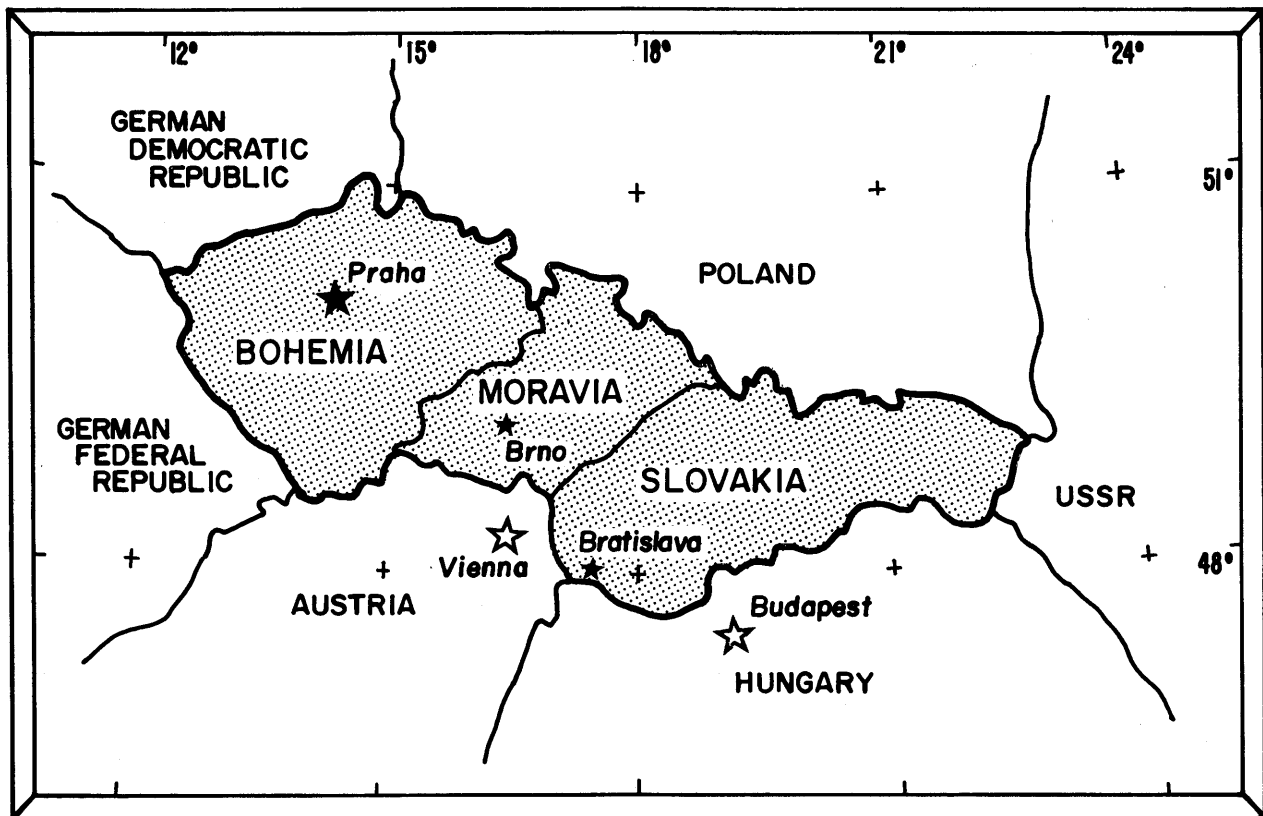 12° 15° 18° 21° 24°
GERMAN
DEMOCRATIC
REPUBLIC
51°
Praha
POLAND
BOHEMIA
MORAVIA
GERMAN
FEDERAL
REPUBLIC
Brno
SLOVAKIA
USSR
Bratislava
Vienna
48°
AUSTRIA
Budapest
HUNGARY